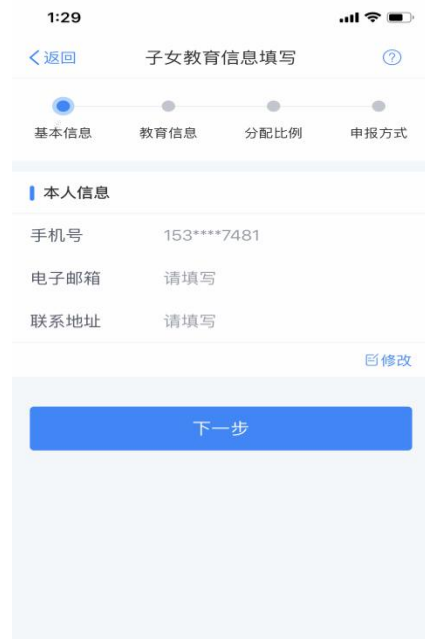 1:29
返回
子女教育信息填写
?
基本信息 教育信息 分配比例 申报方式
本人信息
手机号 153****7481
电子邮箱 请填写
联系地址 请填写
修改
下一步